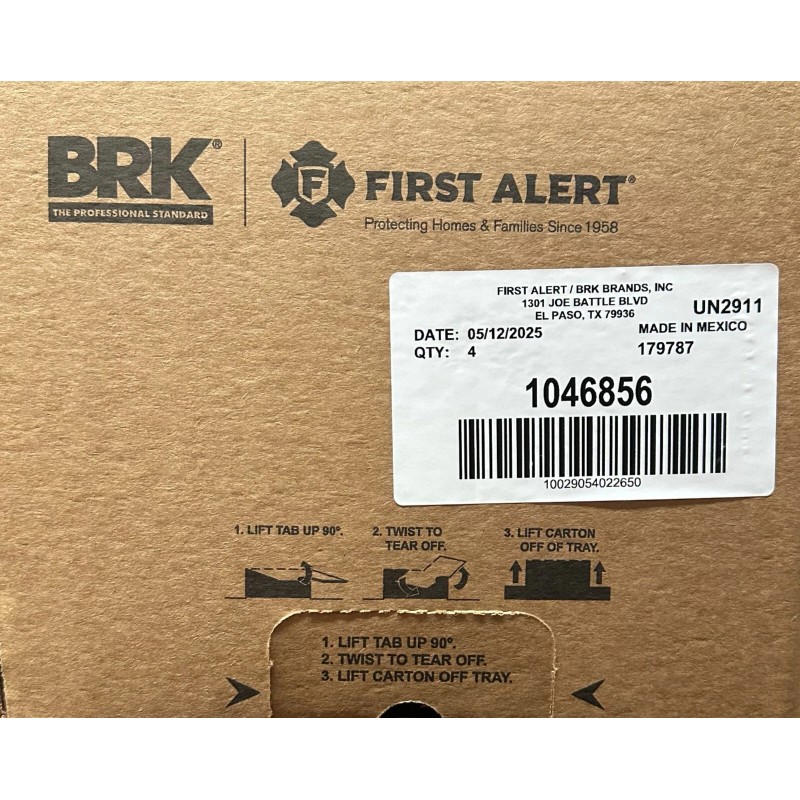 BRK®
THE PROFESSIONAL STANDARD
F
FIRST ALERT®
Protecting Homes & Families Since 1958
FIRST ALERT / BRK BRANDS, INC
1301 JOE BATTLE BLVD
EL PASO, TX 79936
UN2911
DATE: 05/12/2025
MADE IN MEXICO
QTY: 4
179787
1046856
10029054022650
1. LIFT TAB UP 90°.
2. TWIST TO
TEAR OFF.
3. LIFT CARTON
OFF OF TRAY.
1. LIFT TAB UP 90°.
2. TWIST TO TEAR OFF.
3. LIFT CARTON OFF TRAY.